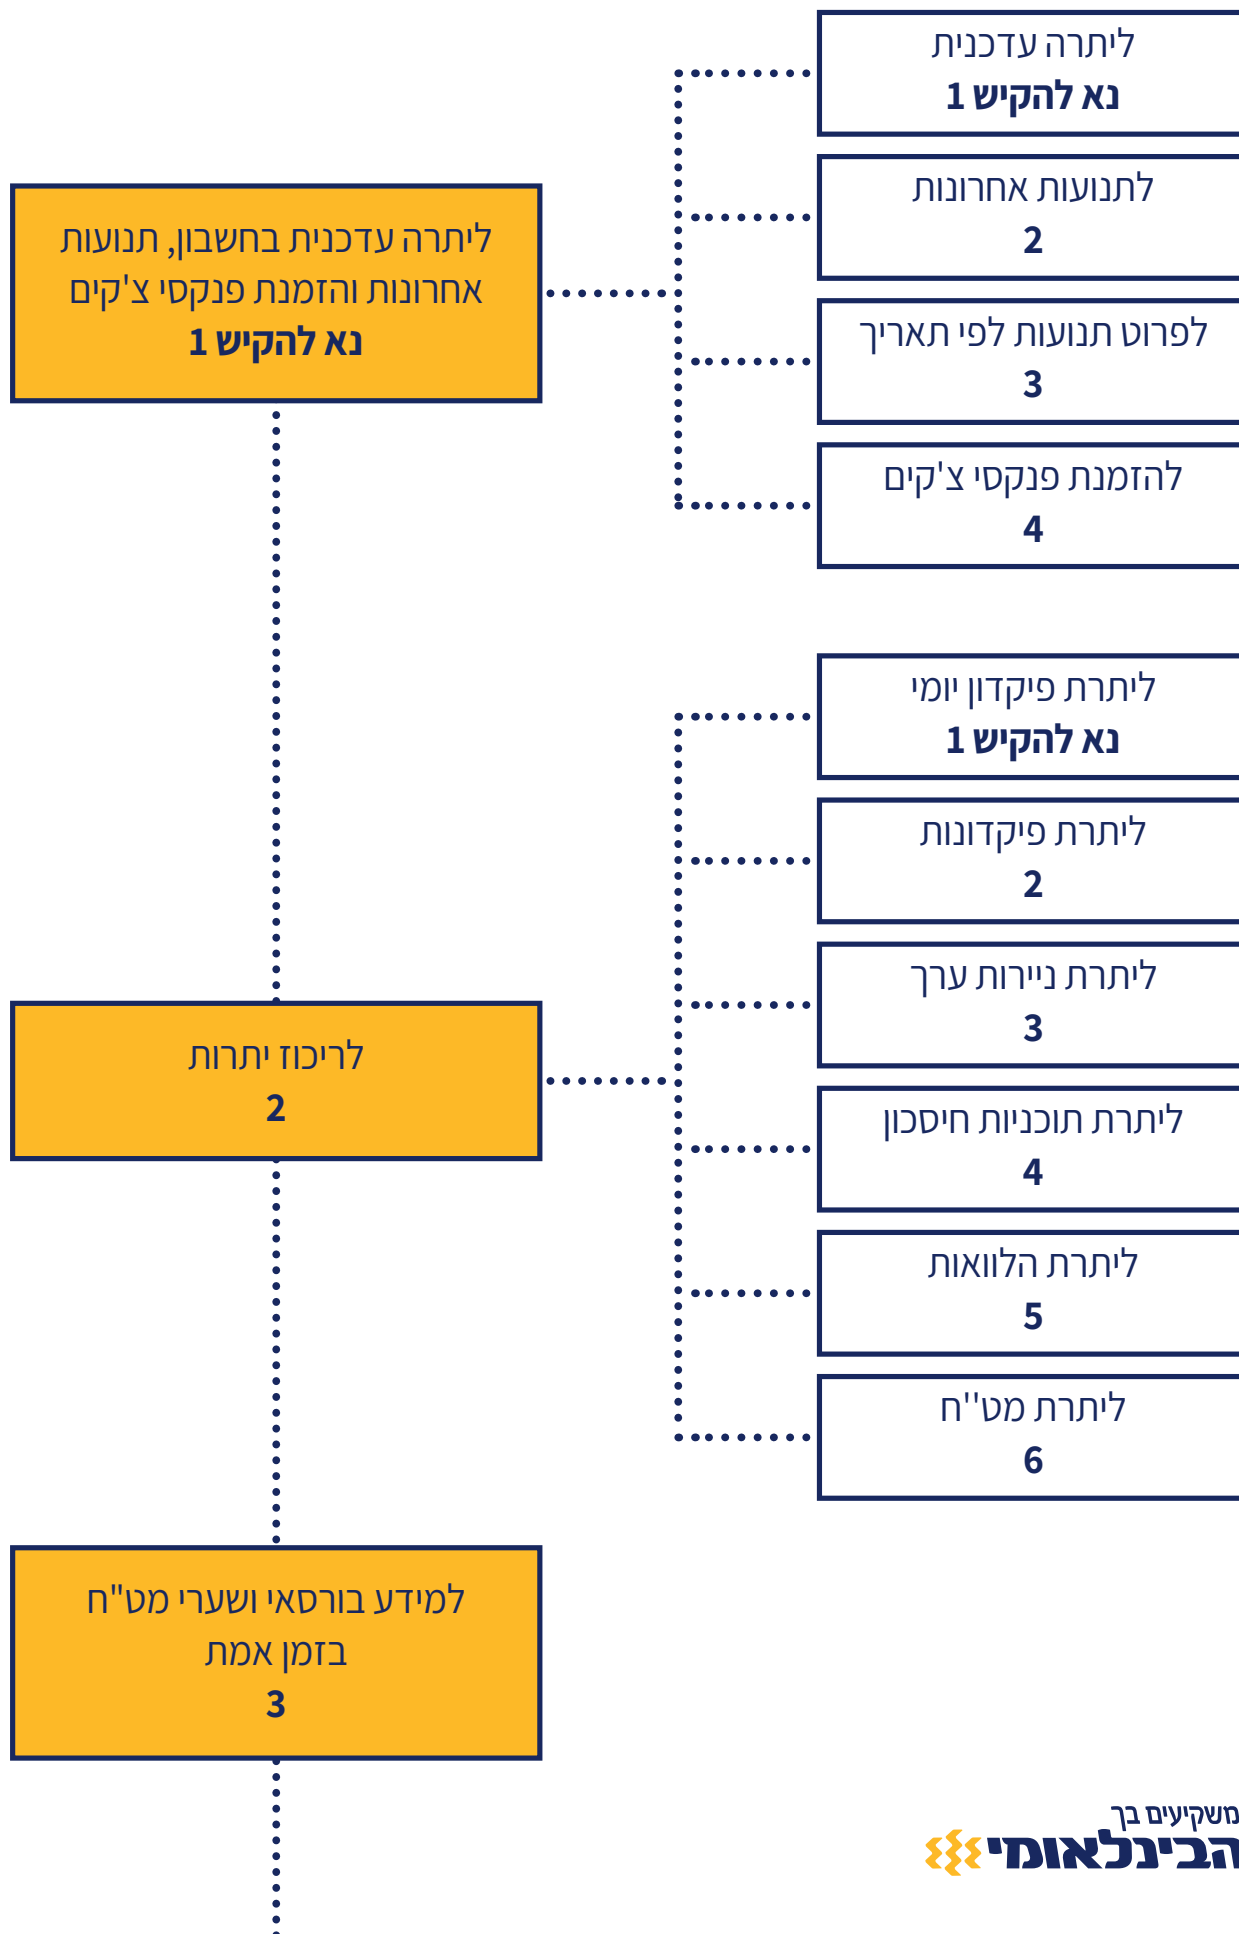 ליתרה עדכנית בחשבון, תנועות
אחרונות והזמנת פנקסי צ'קים
נא להקיש 1
ליתרה עדכנית
נא להקיש 1
לתנועות אחרונות
2
לפרוט תנועות לפי תאריך
3
להזמנת פנקסי צ'קים
4
לריכוז יתרות
2
ליתרת פיקדון יומי
נא להקיש 1
ליתרת פיקדונות
2
ליתרת ניירות ערך
3
ליתרת תוכניות חיסכון
4
ליתרת הלוואות
5
ליתרת מט''ח
6
למידע בורסאי ושערי מט"ח
בזמן אמת
3
משקיעים בך
הבינלאומי